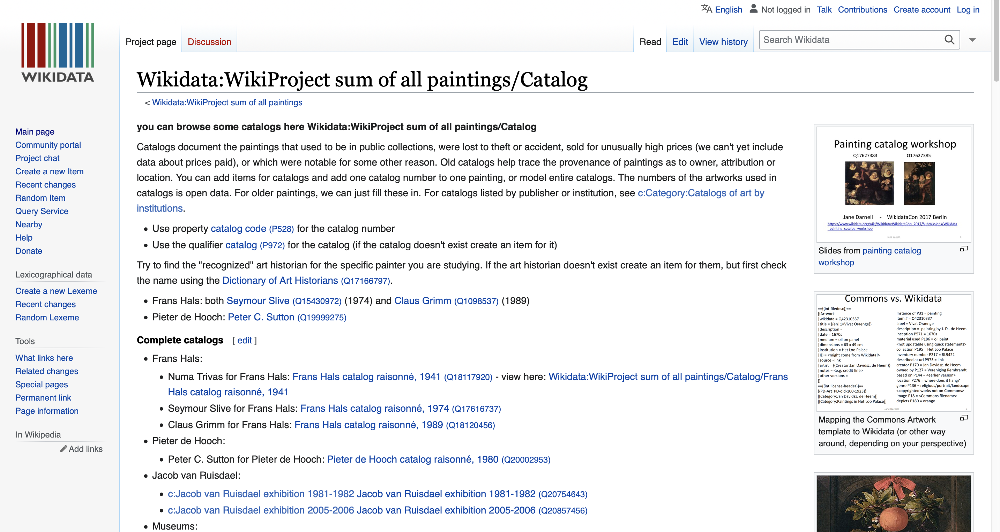 English Not logged in Talk Contributions Create account Log in
WIKIDATA
Project page Discussion Read Edit View history Search Wikidata
Wikidata:WikiProject sum of all paintings/Catalog
< Wikidata:WikiProject sum of all paintings
Main page
Community portal
Project chat
Create a new Item
Recent changes
Random Item
Query Service
Nearby
Help
Donate
Lexicographical data
Create a new Lexeme
Recent changes
Random Lexeme
Tools
What links here
Related changes
Special pages
Permanent link
Page information
In Wikipedia
Add links
you can browse some catalogs here Wikidata:WikiProject sum of all paintings/Catalog
Catalogs document the paintings that used to be in public collections, were lost to theft or accident, sold for unusually high prices (we can't yet include
data about prices paid), or which were notable for some other reason. Old catalogs help trace the provenance of paintings as to owner, attribution or
location. You can add items for catalogs and add one catalog number to one painting, or model entire catalogs. The numbers of the artworks used in
catalogs is open data. For older paintings, we can just fill these in. For catalogs listed by publisher or institution, see c:Category:Catalogs of art by
institutions.
• Use property catalog code (P528) for the catalog number
• Use the qualifier catalog (P972) for the catalog (if the catalog doesn't exist create an item for it)
Try to find the "recognized" art historian for the specific painter you are studying. If the art historian doesn't exist create an item for them, but first check
the name using the Dictionary of Art Historians (Q17166797).
• Frans Hals: both Seymour Slive (Q15430972) (1974) and Claus Grimm (Q1098537) (1989)
• Pieter de Hooch: Peter C. Sutton (Q19999275)
Complete catalogs [ edit ]
• Frans Hals:
• Numa Trivas for Frans Hals: Frans Hals catalog raisonné, 1941 (Q18117920) - view here: Wikidata:WikiProject sum of all paintings/Catalog/Frans
Hals catalog raisonné, 1941
• Seymour Slive for Frans Hals: Frans Hals catalog raisonné, 1974 (Q17616737)
• Claus Grimm for Frans Hals: Frans Hals catalog raisonné, 1989 (Q18120456)
• Pieter de Hooch:
• Peter C. Sutton for Pieter de Hooch: Pieter de Hooch catalog raisonné, 1980 (Q20002953)
• Jacob van Ruisdael:
• c:Jacob van Ruisdael exhibition 1981-1982 Jacob van Ruisdael exhibition 1981-1982 (Q20754643)
• c:Jacob van Ruisdael exhibition 2005-2006 Jacob van Ruisdael exhibition 2005-2006 (Q20857456)
• Museums:
Painting catalog workshop
Q17627383 Q17627385
Jane Darnell - WikidataCon 2017 Berlin
https://www.wikidata.org/wiki/Wikidata:WikidataCon_2017/Submissions/Wikidata
_painting_catalog_workshop
Jane Darnell 1
Slides from painting catalog
workshop
Commons vs. Wikidata
=={{int:filedesc}}==
{{Artwork
|wikidata = Q42310337
|title = {{en|1=Vivat Oraenge}}
|description =
|date = 1670s
|medium = oil on panel
|dimensions = 63 x 49 cm
|institution = Het Loo Palace
|ID = <might come from Wikidata!>
|source =link
|artist = {{Creator:Jan Davidsz. de Heem}}
|notes = <e.g. credit line>
|other versions =
}}
=={{int:license-header}}==
{{PD-Art|PD-old-100-1923}}
[[Category:Jan Davidsz. de Heem]]
[[Category:Paintings in Het Loo Palace]]
Instance of P31 = painting
item # = Q42310337
label = Vivat Oraenge
description = painting by J. D.. de Heem
inception P571 = 1670s
material used P186 = oil paint
<not updatable using quick statements>
collection P195 = Het Loo Palace
inventory number P217 = RL9422
described at url P973 = link
creator P170 = Jan Davidsz. de Heem
owned by P127 = Vereniging Rembrandt
based on P144 = <earlier version>
location P276 = where does it hang?
genre P136 = religious/portrait/landscape
<copyrighted works not on Commons>
image P18 = <Commons filename>
depicts P180 = orange
Jane Darnell 7
Mapping the Commons Artwork
template to Wikidata (or other way
around, depending on your perspective)